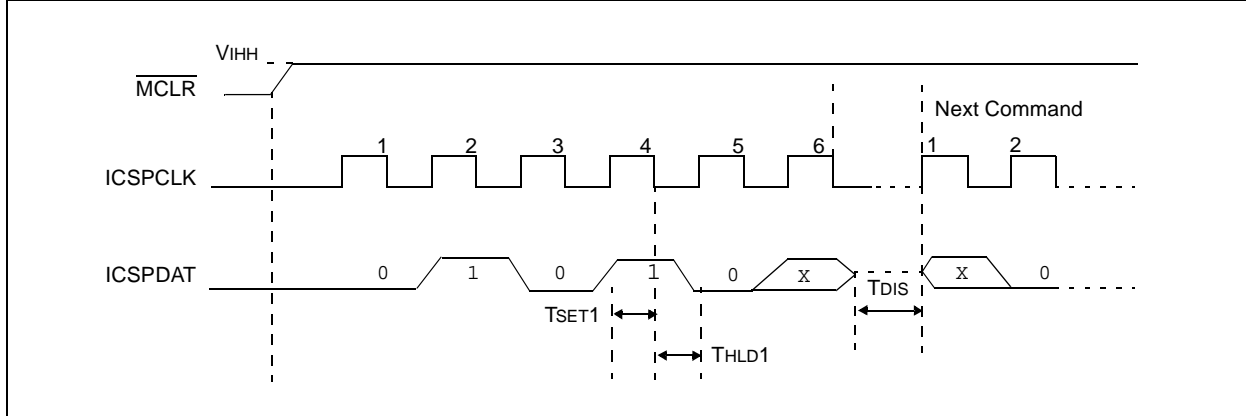 VIHH
MCLR
Next Command
1 2 3 4 5 6 1 2
ICSPCLK
ICSPDAT
0 1 0 1 0 X X 0
TDIS
TSET1
THLD1